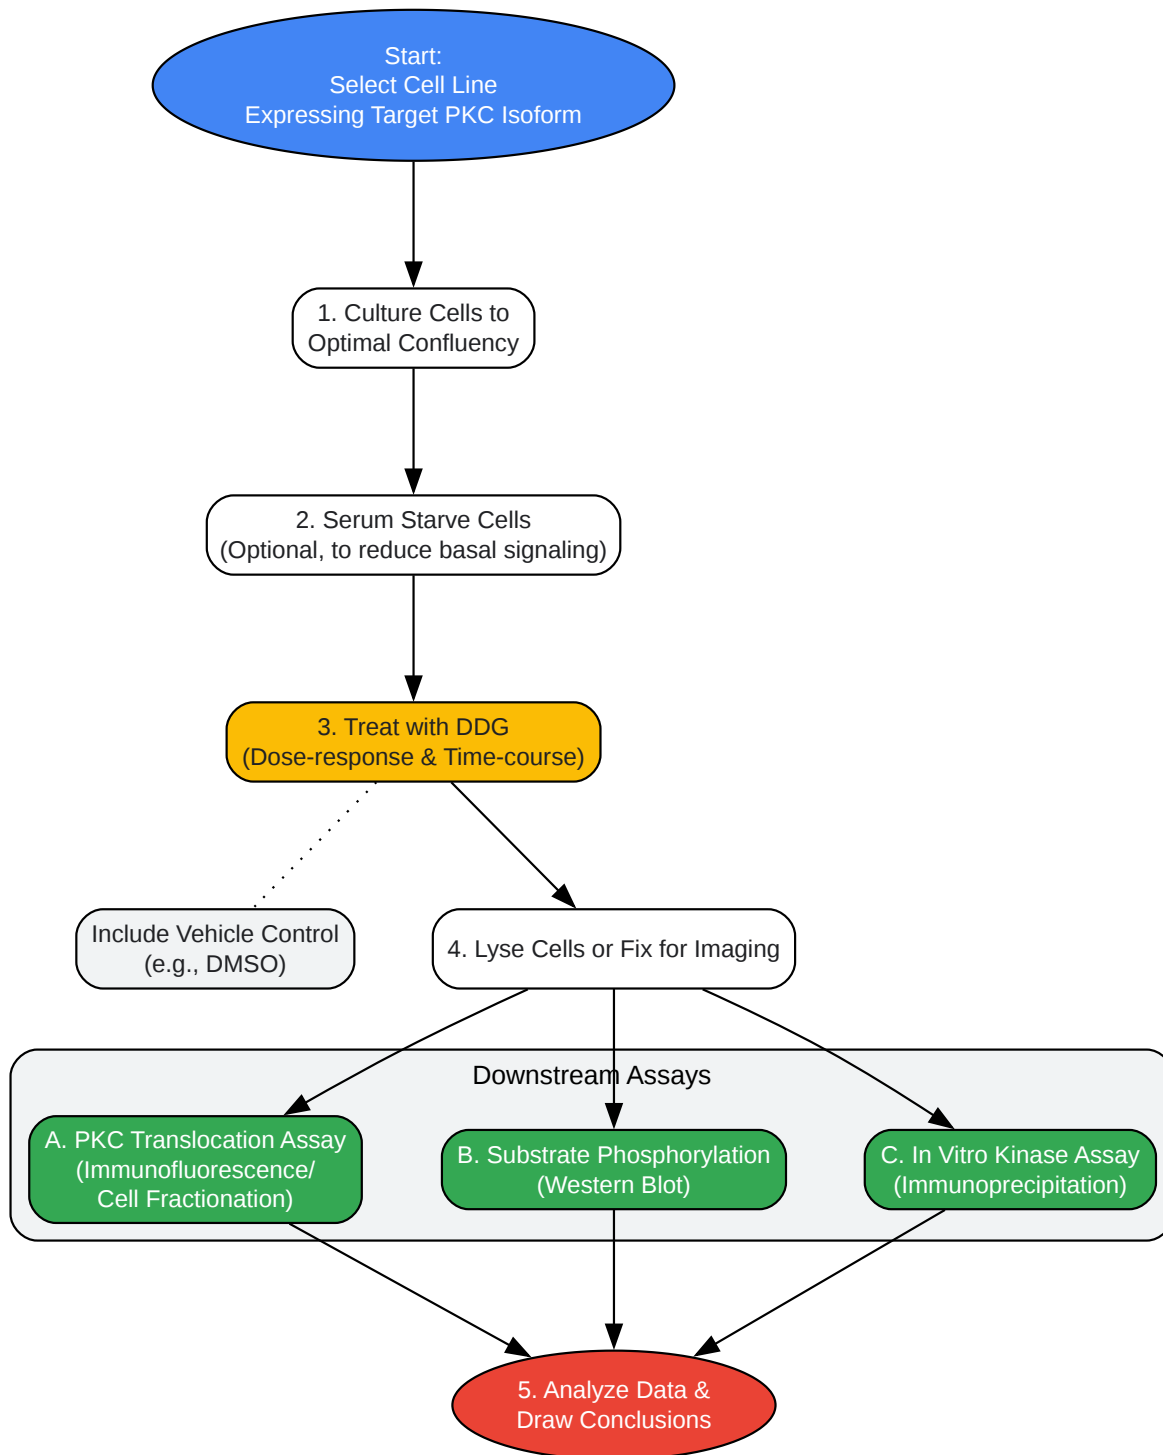 Start:
Select Cell Line
Expressing Target PKC Isoform
1. Culture Cells to
Optimal Confluency
2. Serum Starve Cells
(Optional, to reduce basal signaling)
3. Treat with DDG
(Dose-response & Time-course)
Include Vehicle Control
(e.g., DMSO)
4. Lyse Cells or Fix for Imaging
Downstream Assays
A. PKC Translocation Assay
(Immunofluorescence/
Cell Fractionation)
B. Substrate Phosphorylation
(Western Blot)
C. In Vitro Kinase Assay
(Immunoprecipitation)
5. Analyze Data &
Draw Conclusions